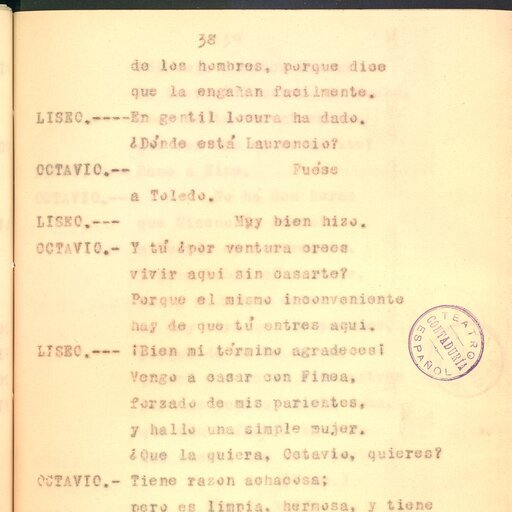 38
de los hombres, porque dice
que la engañan facilmente.
LISEO.----En gentil locura ha dado.
¿Dónde está Laurencio?
OCTAVIO.-- Fuése
a Toledo.
LISEO.--- Muy bien hizo.
OCTAVIO.- Y tú ¿por ventura crees
vivir aqui sin casarte?
Porque el mismo inconveniente
hay de que tú entres aqui.
LISEO.--- ¡Bien mi término agradeces!
Vengo a casar con Finea,
forzado de mis parientes,
y hallo una simple mujer.
¿Que la quiera, Octavio, quieres?
OCTAVIO.- Tiene razon achacosa;
pero es limpia, hermosa, y tiene
TEATRO ESPAÑOL
CONTADURÍA